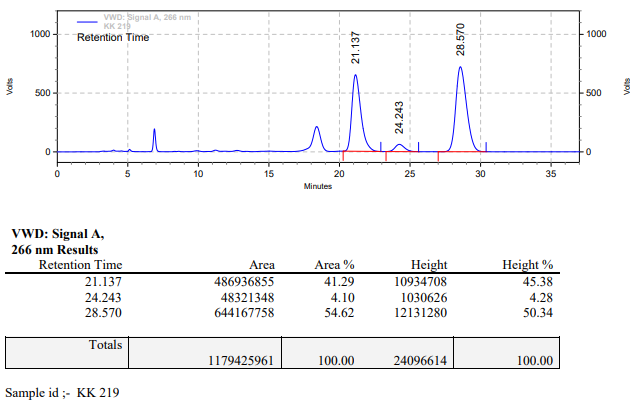 VWD: Signal A, 266 nm
KK 219
Retention Time
21.137
24.243
28.570
1000
500
0
Volts
1000
500
0
Volts
0 5 10 15 20 25 30 35
Minutes
VWD: Signal A,
266 nm Results
Retention Time Area Area % Height Height %
21.137 486936855 41.29 10934708 45.38
24.243 48321348 4.10 1030626 4.28
28.570 644167758 54.62 12131280 50.34
Totals
1179425961 100.00 24096614 100.00
Sample id ;- KK 219